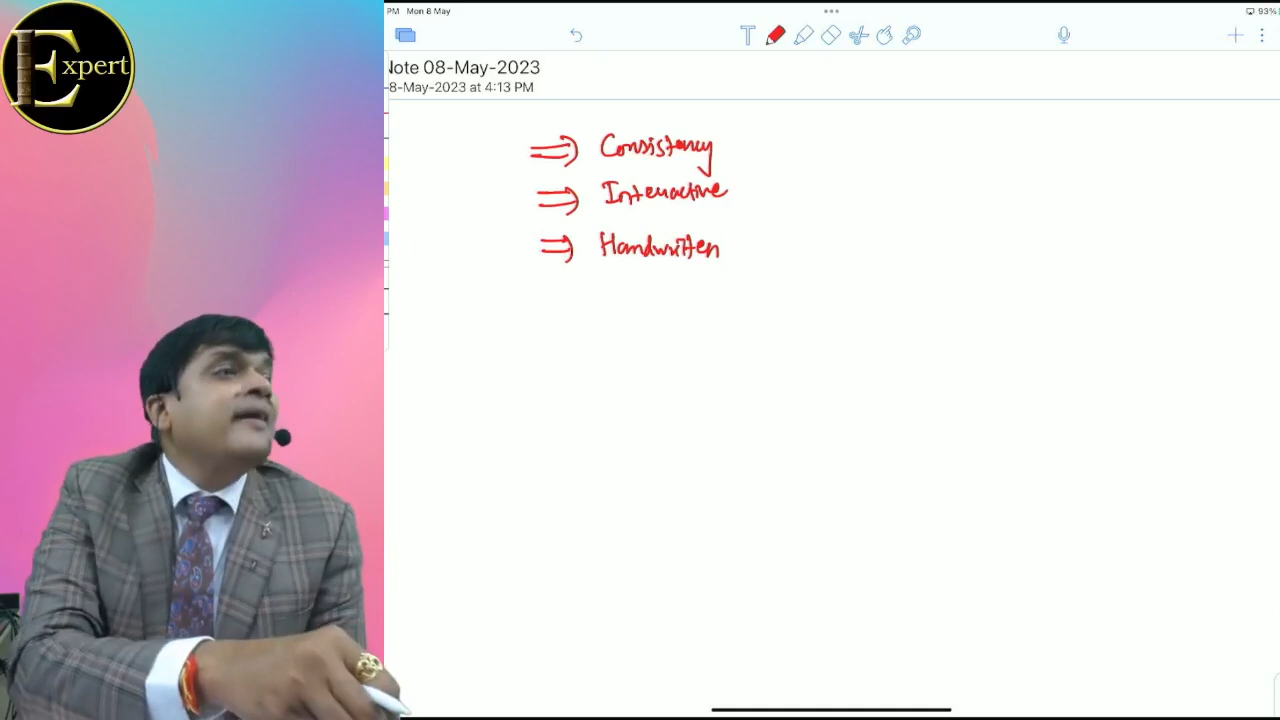 Expert
PM Mon 8 May
93%
Note 08-May-2023
-8-May-2023 at 4:13 PM
⇒ Consistancy
⇒ Interactive
⇒ Handwritten